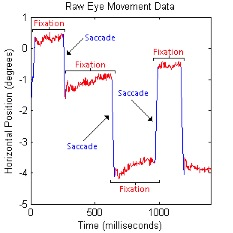 Raw Eye Movement Data
Fixation
Saccade
Fixation
Fixation
Saccade
Saccade
Fixation
Horizontal Position (degrees)
1
0
-1
-2
-3
-4
-5
0
500
1000
Time (milliseconds)